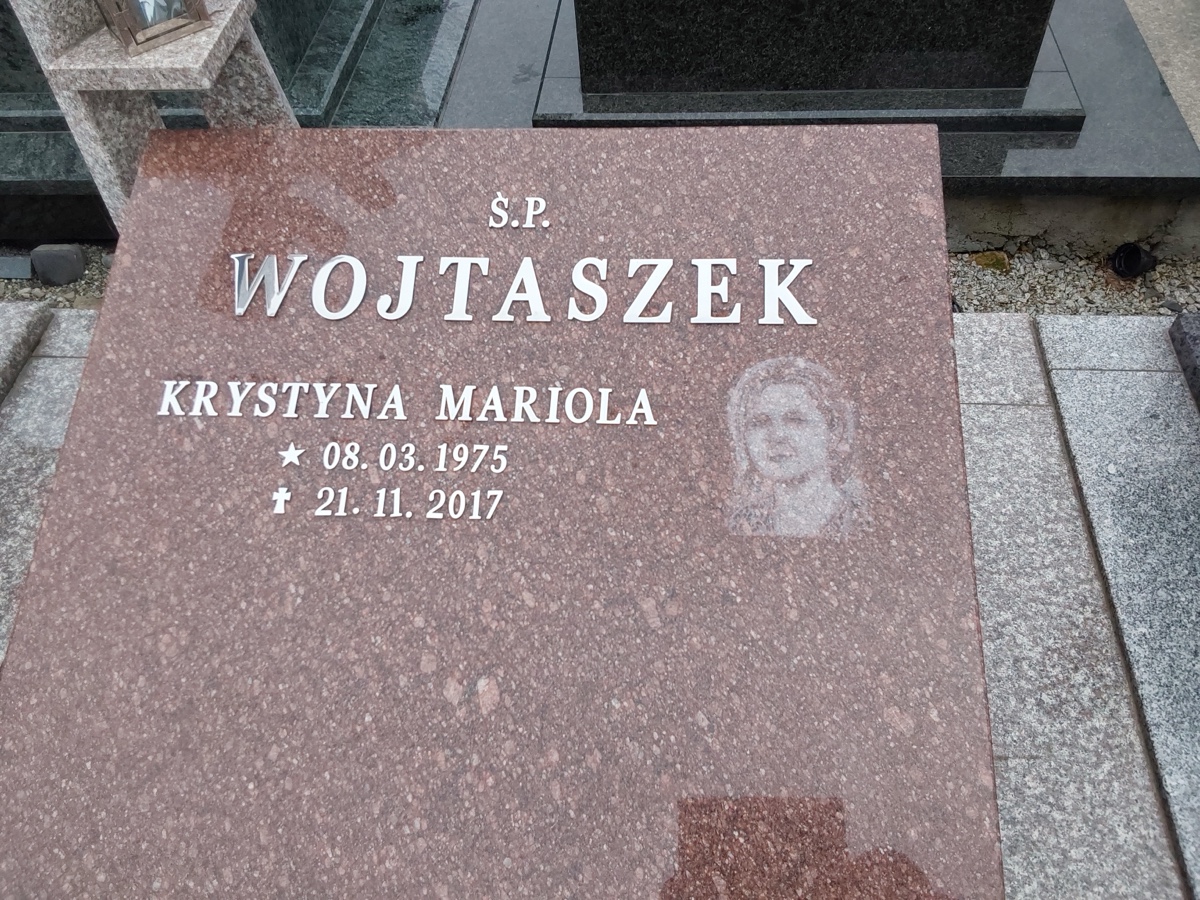 Ś.P.
WOJTASZEK
KRYSTYNA MARIOLA
★ 08.03.1975
✝ 21.11.2017